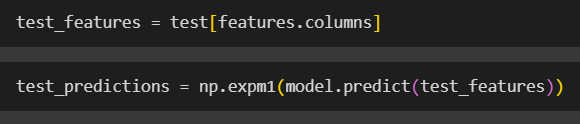 test_features = test[features.columns]
test_predictions = np.expm1(model.predict(test_features))